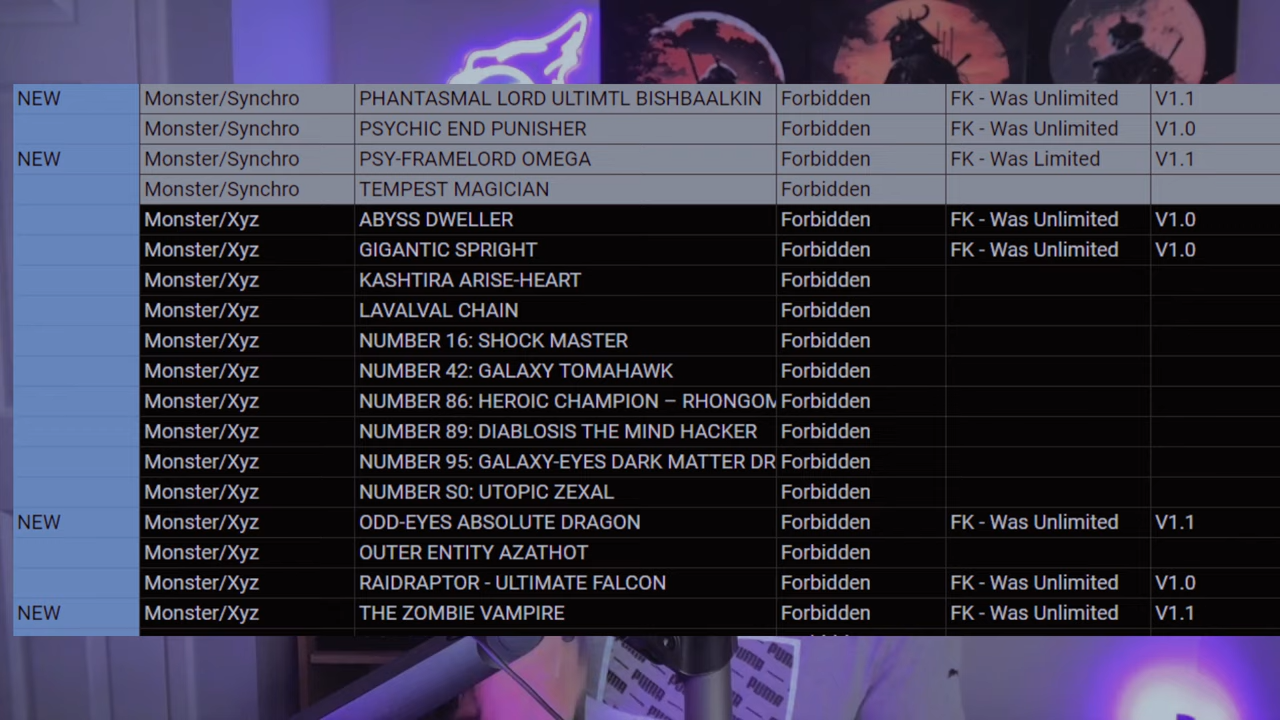 NEW Monster/Synchro PHANTASMAL LORD ULTIMTL BISHBAALKIN Forbidden FK - Was Unlimited V1.1
Monster/Synchro PSYCHIC END PUNISHER Forbidden FK - Was Unlimited V1.0
NEW Monster/Synchro PSY-FRAMELORD OMEGA Forbidden FK - Was Limited V1.1
Monster/Synchro TEMPEST MAGICIAN Forbidden
Monster/Xyz ABYSS DWELLER Forbidden FK - Was Unlimited V1.0
Monster/Xyz GIGANTIC SPRIGHT Forbidden FK - Was Unlimited V1.0
Monster/Xyz KASHTIRA ARISE-HEART Forbidden
Monster/Xyz LAVALVAL CHAIN Forbidden
Monster/Xyz NUMBER 16: SHOCK MASTER Forbidden
Monster/Xyz NUMBER 42: GALAXY TOMAHAWK Forbidden
Monster/Xyz NUMBER 86: HEROIC CHAMPION – RHONGOM Forbidden
Monster/Xyz NUMBER 89: DIABLOSIS THE MIND HACKER Forbidden
Monster/Xyz NUMBER 95: GALAXY-EYES DARK MATTER DR Forbidden
Monster/Xyz NUMBER S0: UTOPIC ZEXAL Forbidden
NEW Monster/Xyz ODD-EYES ABSOLUTE DRAGON Forbidden FK - Was Unlimited V1.1
Monster/Xyz OUTER ENTITY AZATHOT Forbidden
Monster/Xyz RAIDRAPTOR - ULTIMATE FALCON Forbidden FK - Was Unlimited V1.0
NEW Monster/Xyz THE ZOMBIE VAMPIRE Forbidden FK - Was Unlimited V1.1
PUMA
PUMA
PUMA
PUMA